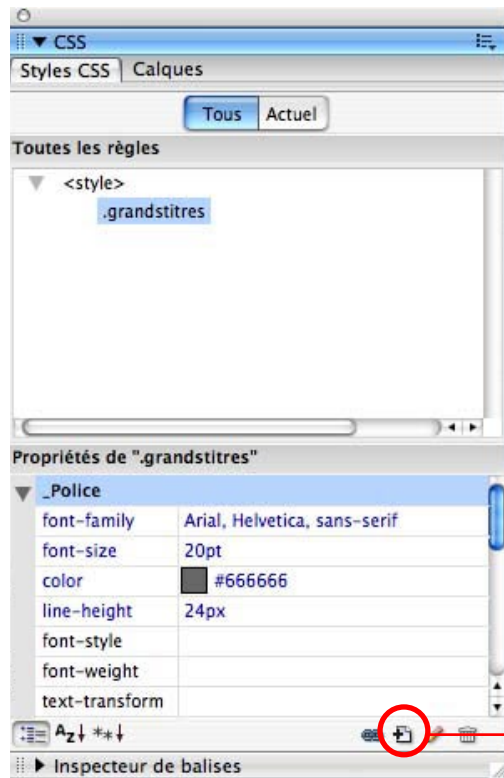 CSS
Styles CSS Calques
Tous Actuel
Toutes les règles
<style>
.grandstitres
Propriétés de ".grandstitres"
_Police
font-family Arial, Helvetica, sans-serif
font-size 20pt
color #666666
line-height 24px
font-style
font-weight
text-transform
AZ↓ **↓
Inspecteur de balises